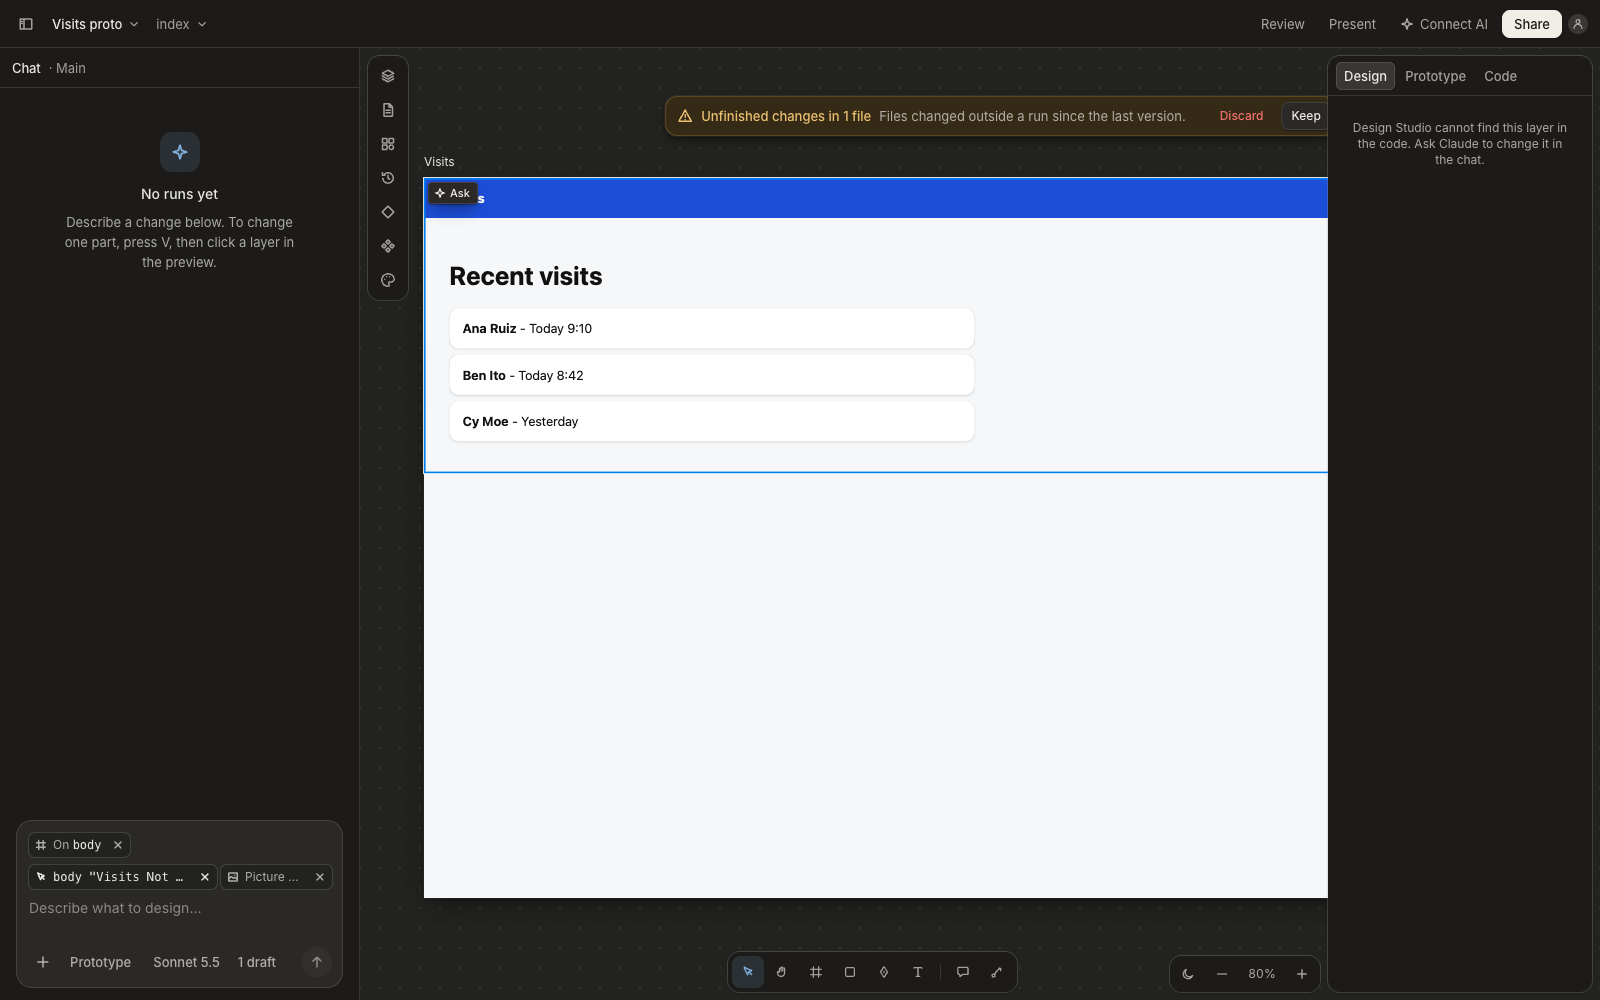 Visits proto
index
Review
Present
Connect AI
Share
Chat · Main
No runs yet
Describe a change below. To change
one part, press V, then click a layer in
the preview.
On body
body "Visits Not …
Picture ...
Describe what to design...
Prototype
Sonnet 5.5
1 draft
Unfinished changes in 1 file
Files changed outside a run since the last version.
Discard
Keep
Visits
Ask
s
Recent visits
Ana Ruiz - Today 9:10
Ben Ito - Today 8:42
Cy Moe - Yesterday
80%
Design
Prototype
Code
Design Studio cannot find this layer in
the code. Ask Claude to change it in
the chat.